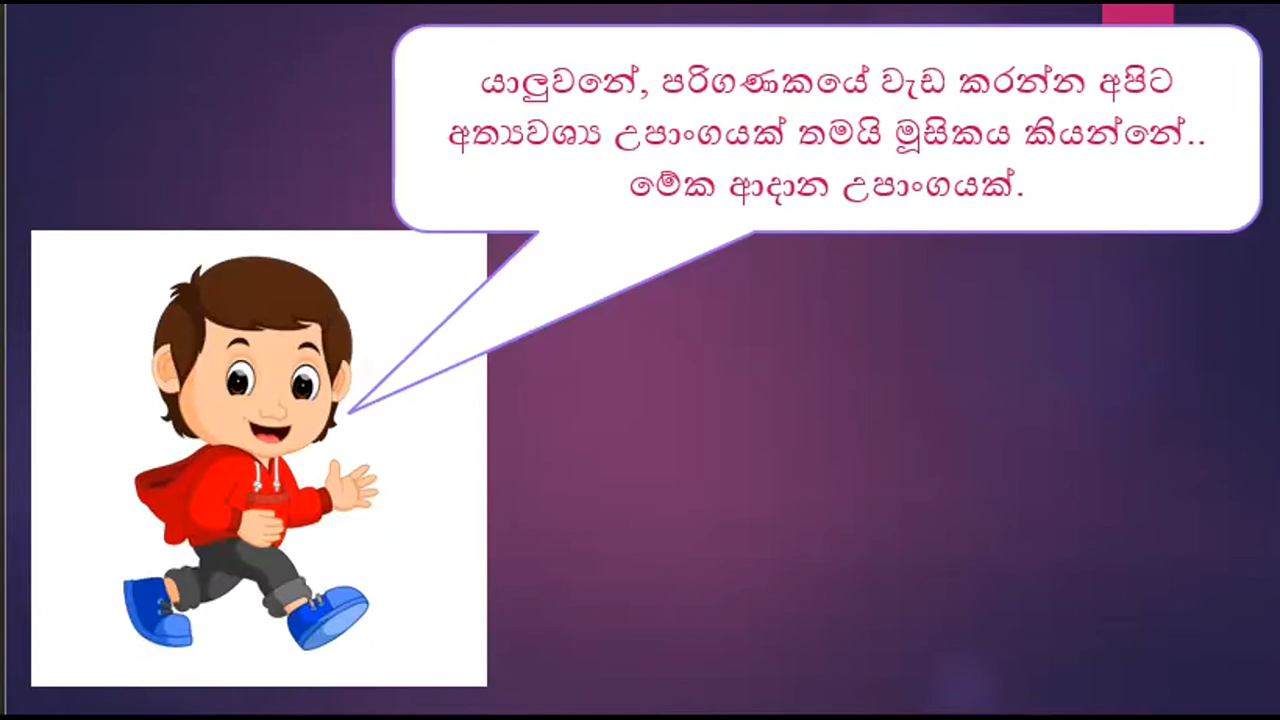 යාලුවනේ, පරිගණකයේ වැඩ කරන්න අපිට
අත්‍යවශ්‍ය උපාංගයක් තමයි මූසිකය කියන්නේ..
මේක ආදාන උපාංගයක්.